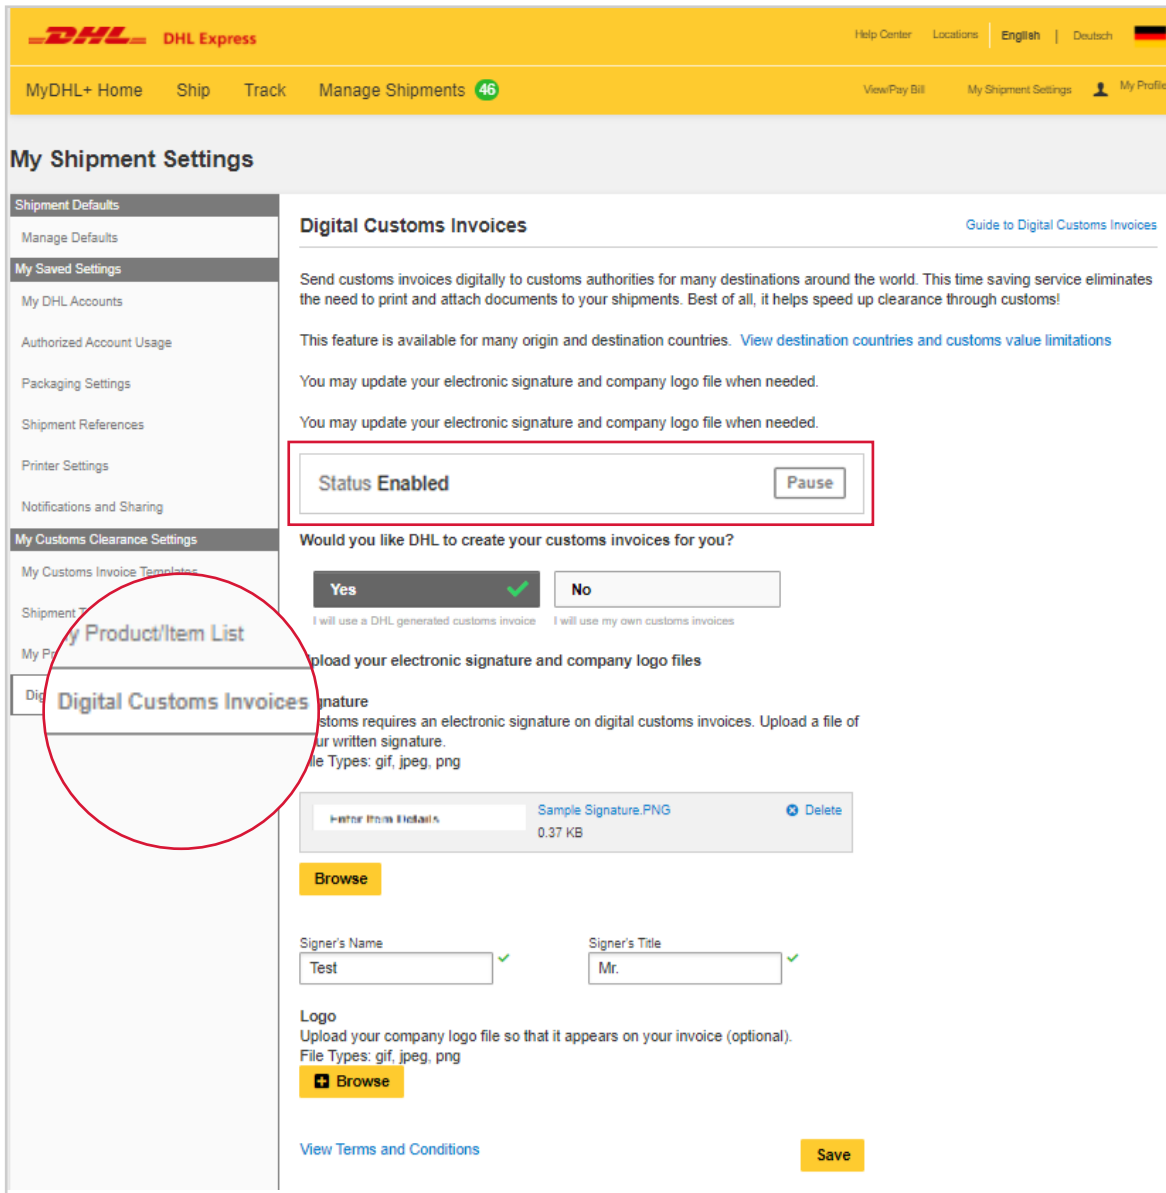 DHL DHL Express
Help Center Locations English | Deutsch
MyDHL+ Home Ship Track Manage Shipments 46
View/Pay Bill My Shipment Settings My Profile
My Shipment Settings
Shipment Defaults
Manage Defaults
My Saved Settings
My DHL Accounts
Authorized Account Usage
Packaging Settings
Shipment References
Printer Settings
Notifications and Sharing
My Customs Clearance Settings
My Customs Invoice Templates
Shipment
My
Product/Item List
Digital Customs Invoices
Digital Customs Invoices
Guide to Digital Customs Invoices
Send customs invoices digitally to customs authorities for many destinations around the world. This time saving service eliminates
the need to print and attach documents to your shipments. Best of all, it helps speed up clearance through customs!
This feature is available for many origin and destination countries. View destination countries and customs value limitations
You may update your electronic signature and company logo file when needed.
You may update your electronic signature and company logo file when needed.
Status Enabled
Pause
Would you like DHL to create your customs invoices for you?
Yes
No
I will use a DHL generated customs invoice
I will use my own customs invoices
pload your electronic signature and company logo files
gnature
stoms requires an electronic signature on digital customs invoices. Upload a file of
ur written signature.
le Types: gif, jpeg, png
Enter Item Details
Sample Signature.PNG
Delete
0.37 KB
Browse
Signer's Name
Signer's Title
Test
Mr.
Logo
Upload your company logo file so that it appears on your invoice (optional).
File Types: gif, jpeg, png
Browse
View Terms and Conditions
Save